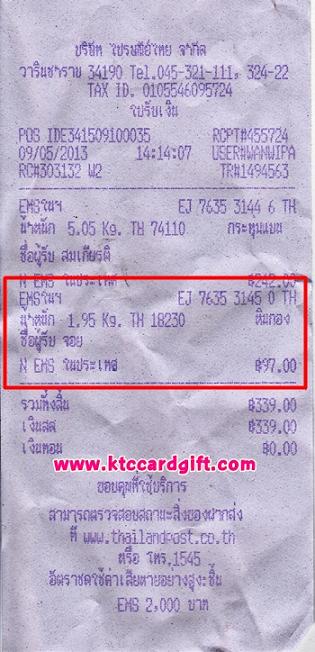 บริษัท ไปรษณีย์ไทย จำกัด
วารินชำราบ 34190 Tel.045-321-111, 324-22
TAX ID. 0105546095724
ใบรับเงิน
POS IDE341509100035 RCPT#455724
09/05/2013 14:14:07 USER#WANWIPA
RC#303132 W2 TR#1494563
EMSในฯ EJ 7635 3144 6 TH
น้ำหนัก 5.05 Kg. TH 74110 กระทุ่มแบน
ชื่อผู้รับ สมเกียรติ
N EMS ในประเทศ ฿242.00
EMSในฯ EJ 7635 3145 0 TH
น้ำหนัก 1.95 Kg. TH 18230 หินกอง
ชื่อผู้รับ จอย
N EMS ในประเทศ ฿97.00
รวมทั้งสิ้น ฿339.00
เงินสด ฿339.00
เงินทอน ฿0.00
www.ktccardgift.com
ขอบคุณที่ใช้บริการ
สามารถตรวจสอบสถานะสิ่งของฝากส่ง
ที่ www.thailandpost.co.th
หรือ โทร.1545
อัตราชดใช้ค่าเสียหายอย่างสูง:ชิ้น
EMS 2,000 บาท